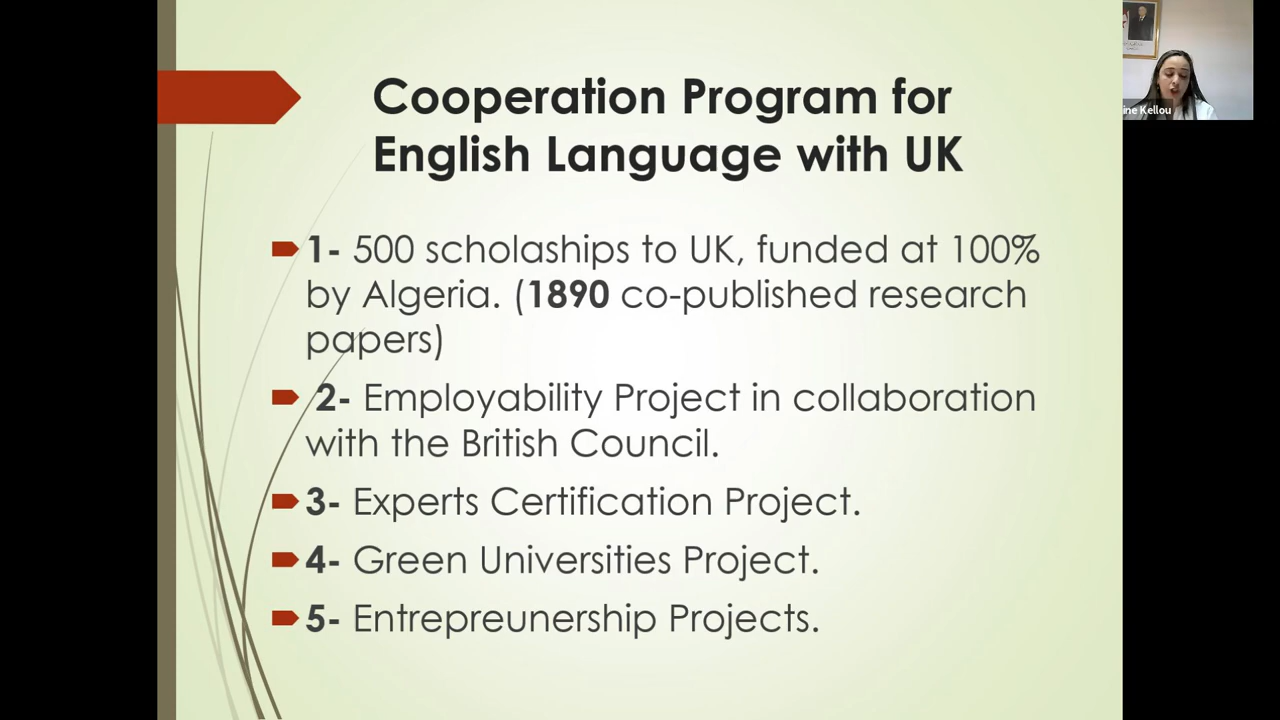 Cooperation Program for
English Language with UK
1- 500 scholaships to UK, funded at 100%
by Algeria. (1890 co-published research
papers)
2- Employability Project in collaboration
with the British Council.
3- Experts Certification Project.
4- Green Universities Project.
5- Entrepreunership Projects.
ine Kellou